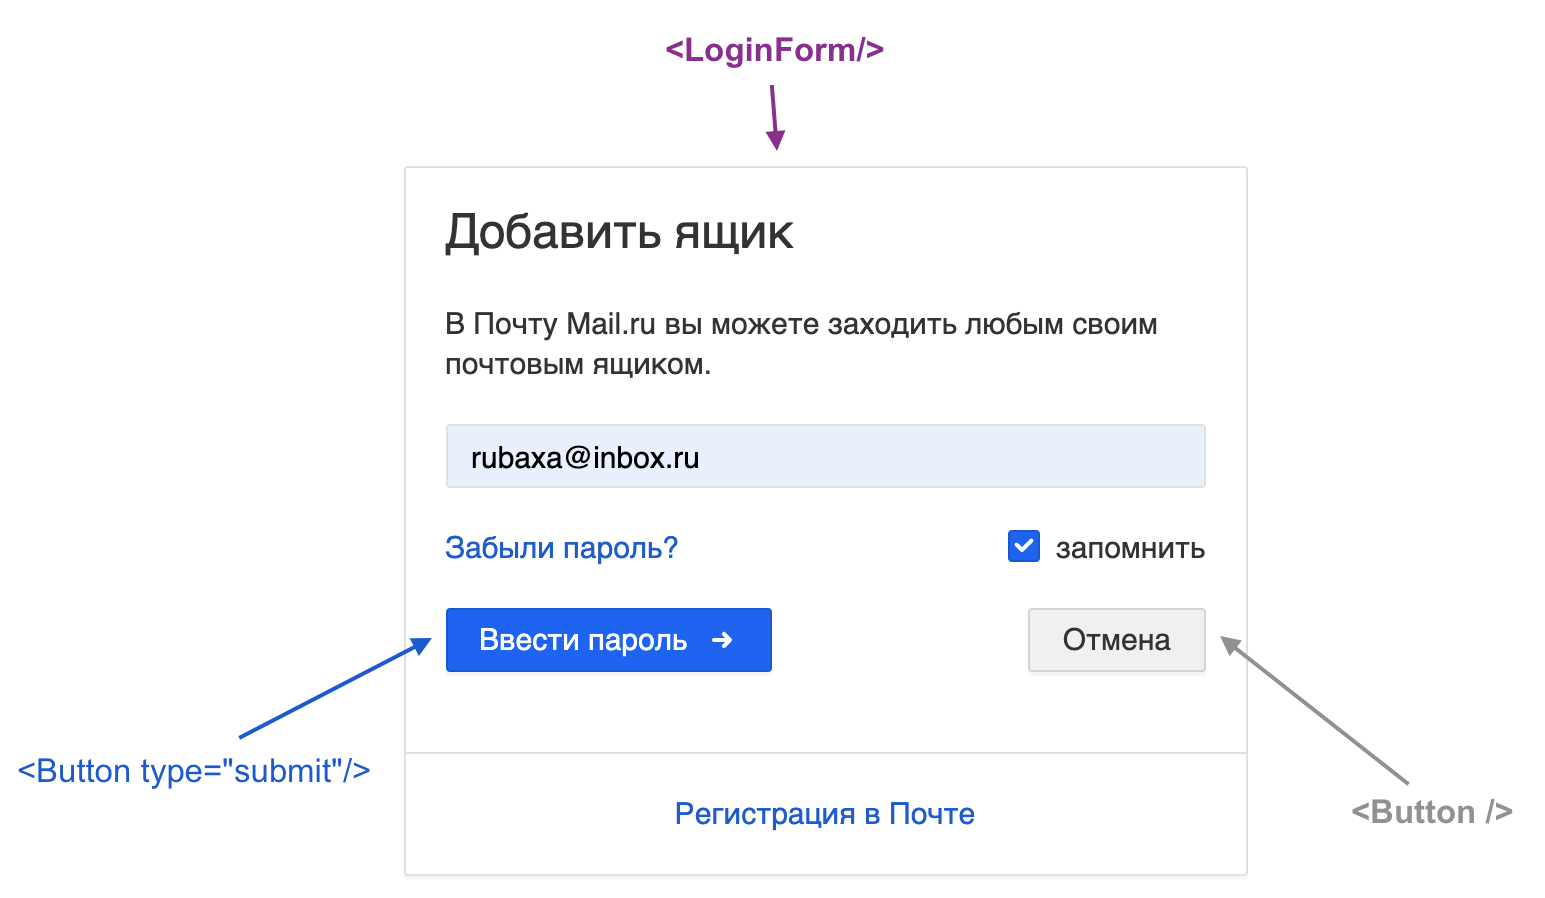 <LoginForm/>
Добавить ящик
В Почту Mail.ru вы можете заходить любым своим
почтовым ящиком.
rubaxa@inbox.ru
Забыли пароль?
запомнить
Ввести пароль
Отмена
<Button type="submit"/>
<Button />
Регистрация в Почте